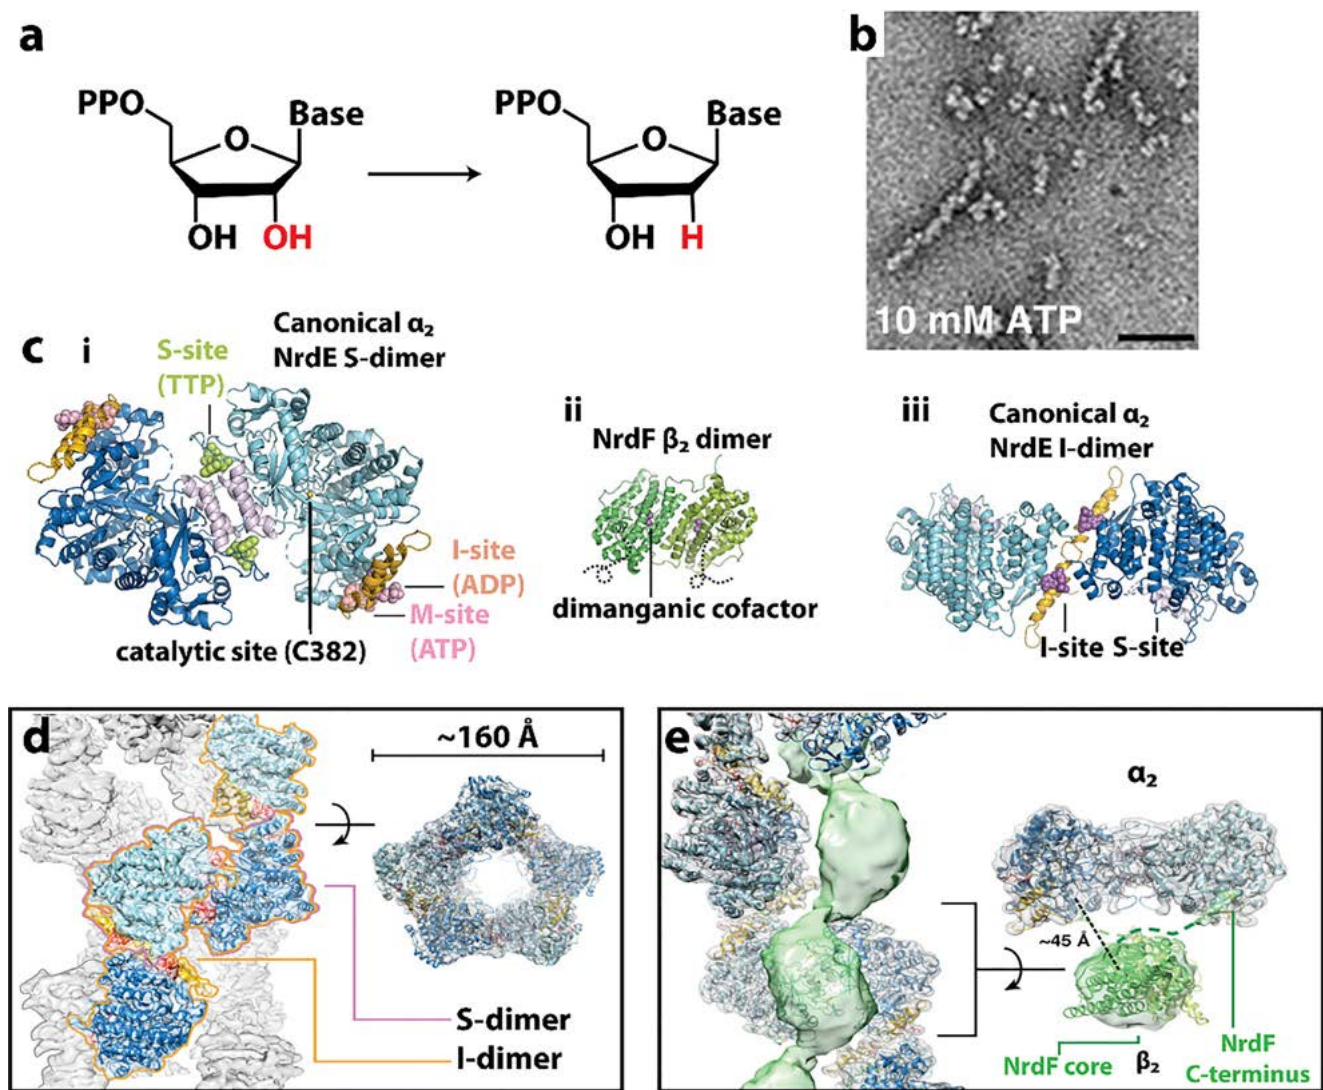 a
PPO
O
Base
OH
OH
PPO
O
Base
OH
H
b
10 mM ATP
c
i
Canonical α₂
NrdE S-dimer
S-site
(TTP)
I-site
(ADP)
M-site
(ATP)
catalytic site (C382)
ii
NrdF β₂ dimer
dimanganic cofactor
iii
Canonical α₂
NrdE I-dimer
I-site
S-site
d
~160 Å
S-dimer
I-dimer
e
α₂
~45 Å
NrdF core
β₂
NrdF
C-terminus